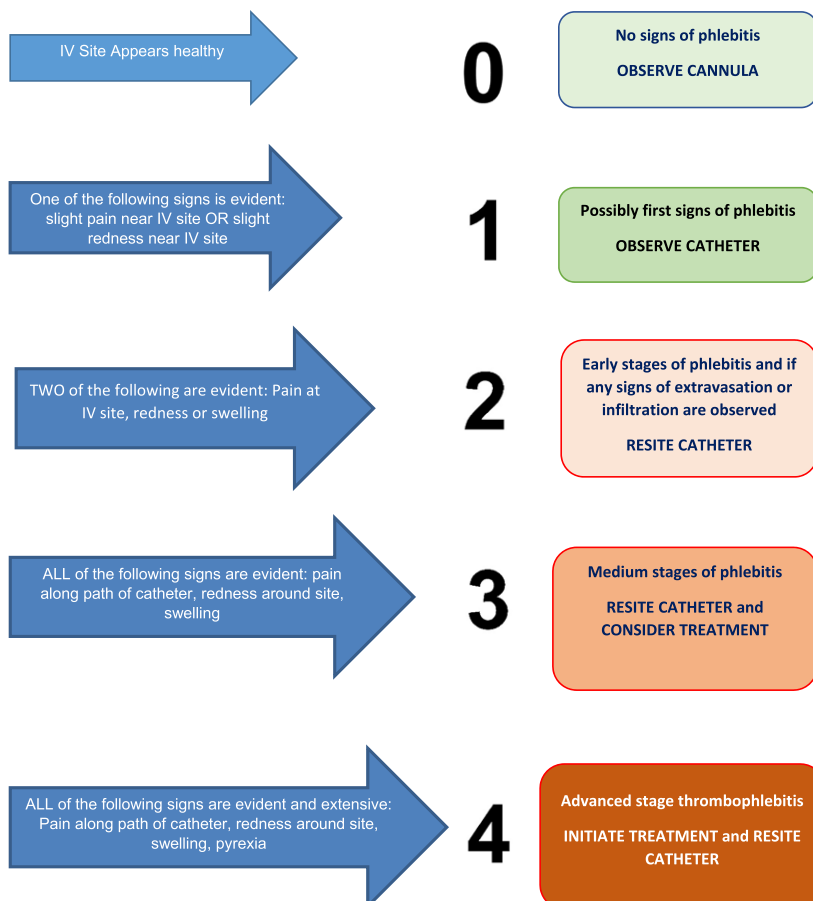 IV Site Appears healthy
0
No signs of phlebitis
OBSERVE CANNULA
One of the following signs is evident:
slight pain near IV site OR slight
redness near IV site
1
Possibly first signs of phlebitis
OBSERVE CATHETER
TWO of the following are evident: Pain at
IV site, redness or swelling
2
Early stages of phlebitis and if
any signs of extravasation or
infiltration are observed
RESITE CATHETER
ALL of the following signs are evident: pain
along path of catheter, redness around site,
swelling
3
Medium stages of phlebitis
RESITE CATHETER and
CONSIDER TREATMENT
ALL of the following signs are evident and extensive:
Pain along path of catheter, redness around site,
swelling, pyrexia
4
Advanced stage thrombophlebitis
INITIATE TREATMENT and RESITE
CATHETER